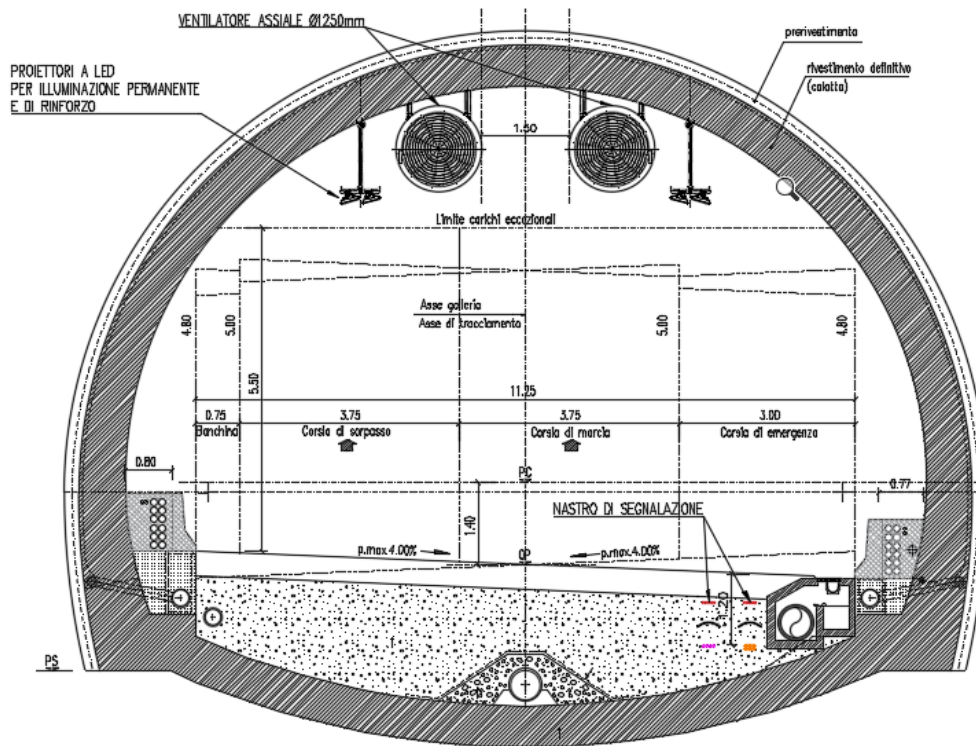 VENTILATORE ASSIALE Ø1250mm
prerivestimento
PROIETTORI A LED
PER ILLUMINAZIONE PERMANENTE
E DI RINFORZO
rivestimento definitivo
(calotta)
1.50
Limite carichi eccezionali
Asse galleria
Asse di tracciamento
4.80
5.00
5.50
5.00
4.80
11.25
0.75
3.75
3.75
3.00
Banchina
Corsia di sorpasso
Corsia di marcia
Corsia di emergenza
0.80
PC
0.77
1.40
NASTRO DI SEGNALAZIONE
p.max.4.00%
QP
p.max.4.00%
1.20
PS